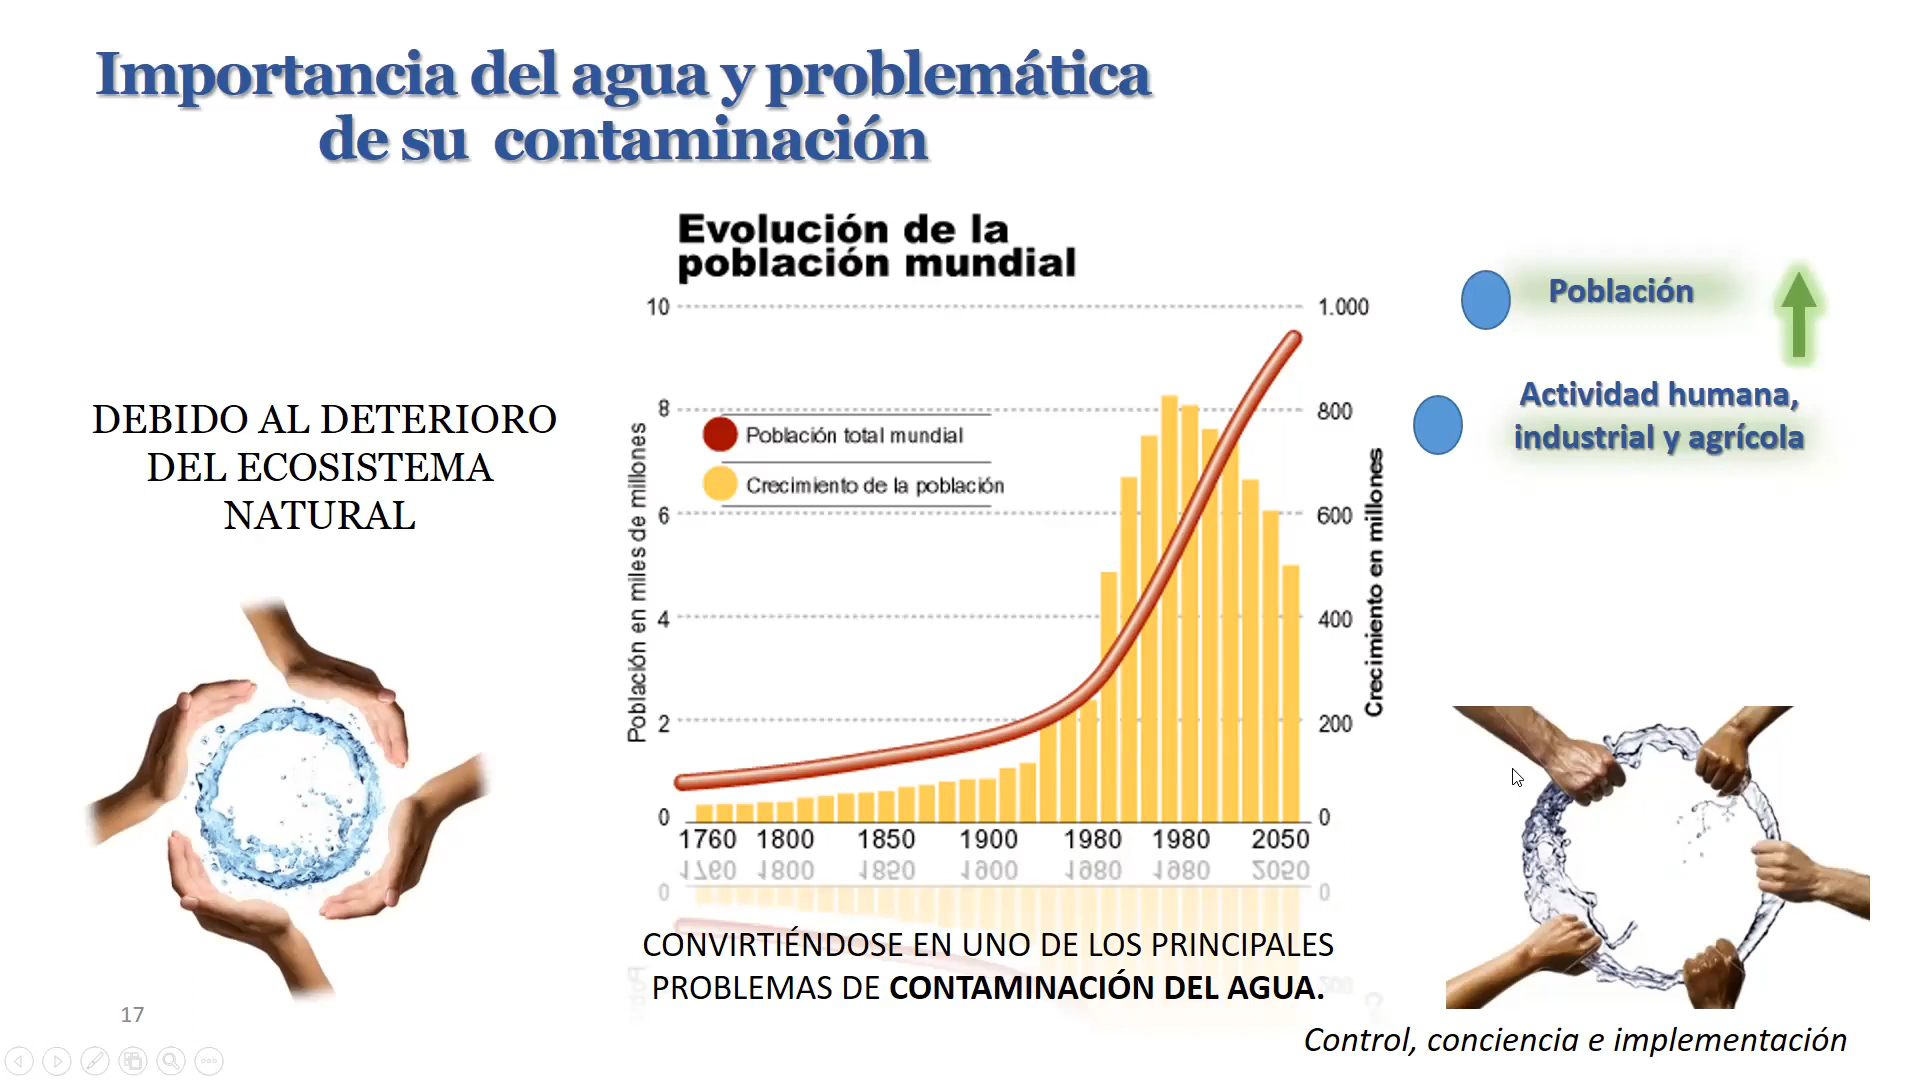 Importancia del agua y problemática
de su contaminación
DEBIDO AL DETERIORO
DEL ECOSISTEMA
NATURAL
Evolución de la
población mundial
Población en miles de millones
10
8
6
4
2
0
Población total mundial
Crecimiento de la población
1.000
800
600
400
200
0
Crecimiento en millones
1760 1800 1850 1900 1980 1980 2050
CONVIRTIÉNDOSE EN UNO DE LOS PRINCIPALES
PROBLEMAS DE CONTAMINACIÓN DEL AGUA.
Población
Actividad humana,
industrial y agrícola
Control, conciencia e implementación
17